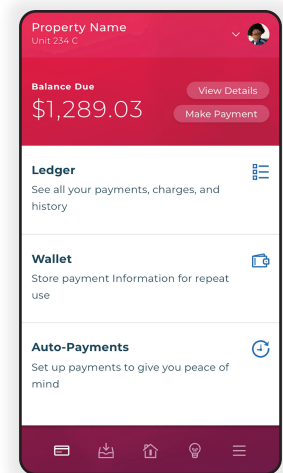 Property Name
Unit 234 C
Balance Due
$1,289.03
View Details
Make Payment
Ledger
See all your payments, charges, and
history
Wallet
Store payment Information for repeat
use
Auto-Payments
Set up payments to give you peace of
mind